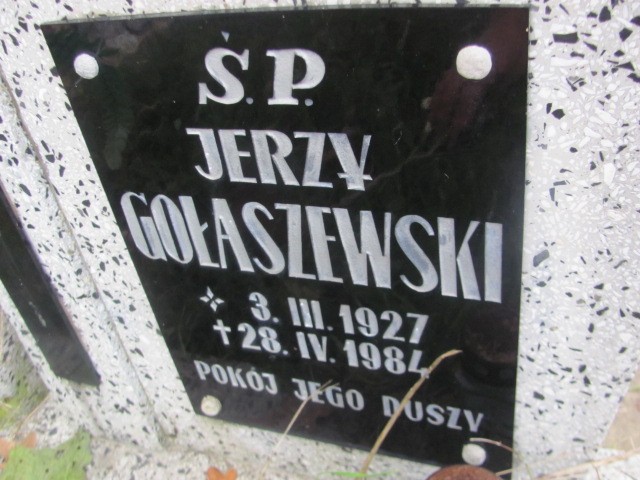 Ś.P.
JERZY
GOŁASZEWSKI
3. III. 1927
✝ 28. IV. 1984
POKÓJ JEGO DUSZY